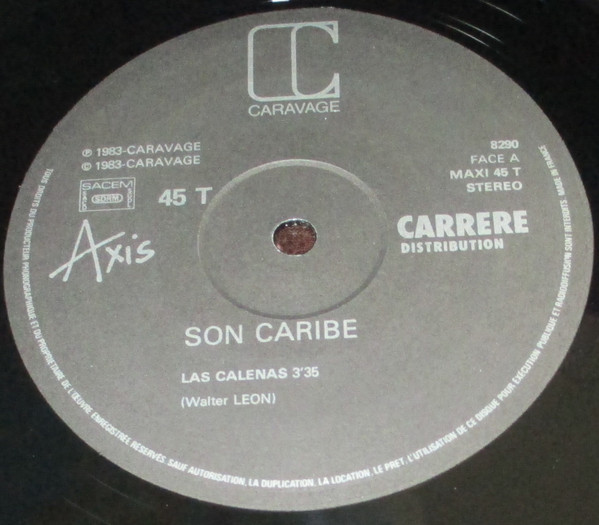 CARAVAGE
℗ 1983-CARAVAGE
© 1983-CARAVAGE
8290
FACE A
MAXI 45 T
STEREO
SACEM
SDRM
45 T
Axis
CARRERE
DISTRIBUTION
SON CARIBE
LAS CALENAS 3'35
(Walter LEON)
TOUS DROITS DU PRODUCTEUR PHONOGRAPHIQUE ET DU PROPRIETAIRE DE L'ŒUVRE ENREGISTREE RESERVES. SAUF AUTORISATION, LA DUPLICATION, LA LOCATION, LE PRET, L'UTILISATION DE CE DISQUE POUR EXECUTION PUBLIQUE ET RADIODIFFUSION SONT INTERDITS. MADE IN FRANCE